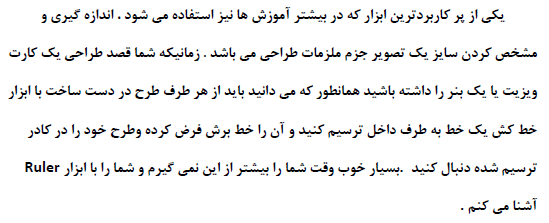 یکی از پر کاربردترین ابزار که در بیشتر آموزش ها نیز استفاده می شود . اندازه گیری و
مشخص کردن سایز یک تصویر جزم ملزمات طراحی می باشد . زمانیکه شما قصد طراحی یک کارت
ویزیت یا یک بنر را داشته باشید همانطور که می دانید باید از هر طرف طرح در دست ساخت با ابزار
خط کش یک خط به طرف داخل ترسیم کنید و آن را خط برش فرض کرده وطرح خود را در کادر
ترسیم شده دنبال کنید .بسیار خوب وقت شما را بیشتر از این نمی گیرم و شما را با ابزار Ruler
آشنا می کنم .